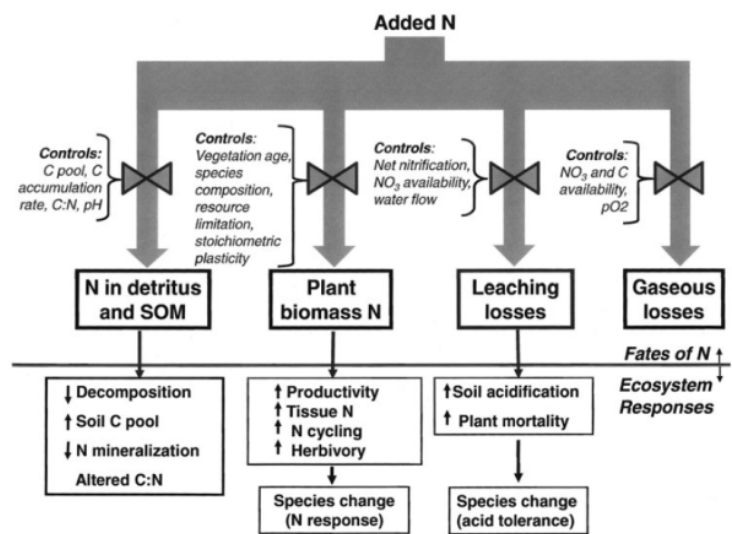 Added N
Controls:
C pool, C
accumulation
rate, C:N, pH
Controls:
Vegetation age,
species
composition,
resource
limitation,
stoichiometric
plasticity
Controls:
Net nitrification,
NO3 availability,
water flow
Controls:
NO3 and C
availability,
pO2
N in detritus
and SOM
Plant
biomass N
Leaching
losses
Gaseous
losses
Fates of N ↑
Ecosystem ↓
Responses
↓ Decomposition
↑ Soil C pool
↓ N mineralization
Altered C:N
↑ Productivity
↑ Tissue N
↑ N cycling
↑ Herbivory
↑ Soil acidification
↑ Plant mortality
Species change
(N response)
Species change
(acid tolerance)